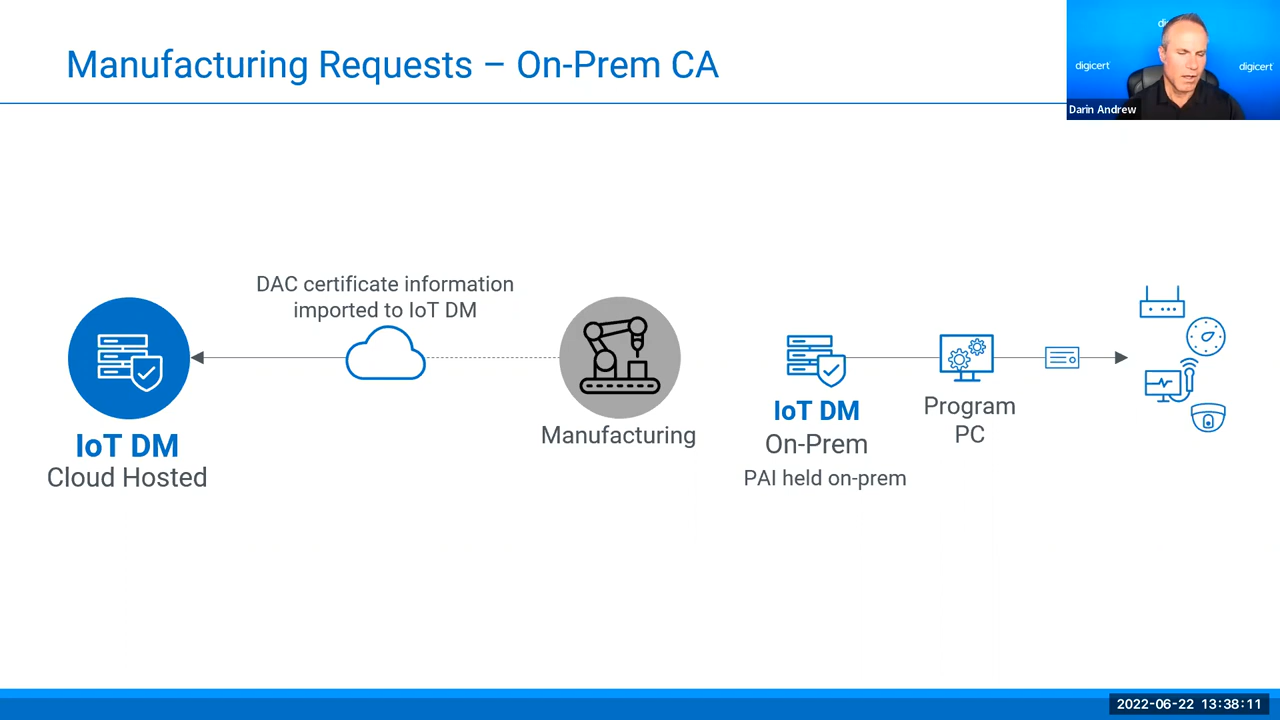 Manufacturing Requests – On-Prem CA
digicert
digicert
Darin Andrew
DAC certificate information
imported to IoT DM
IoT DM
Cloud Hosted
Manufacturing
IoT DM
On-Prem
PAI held on-prem
Program
PC
2022-06-22 13:38:11